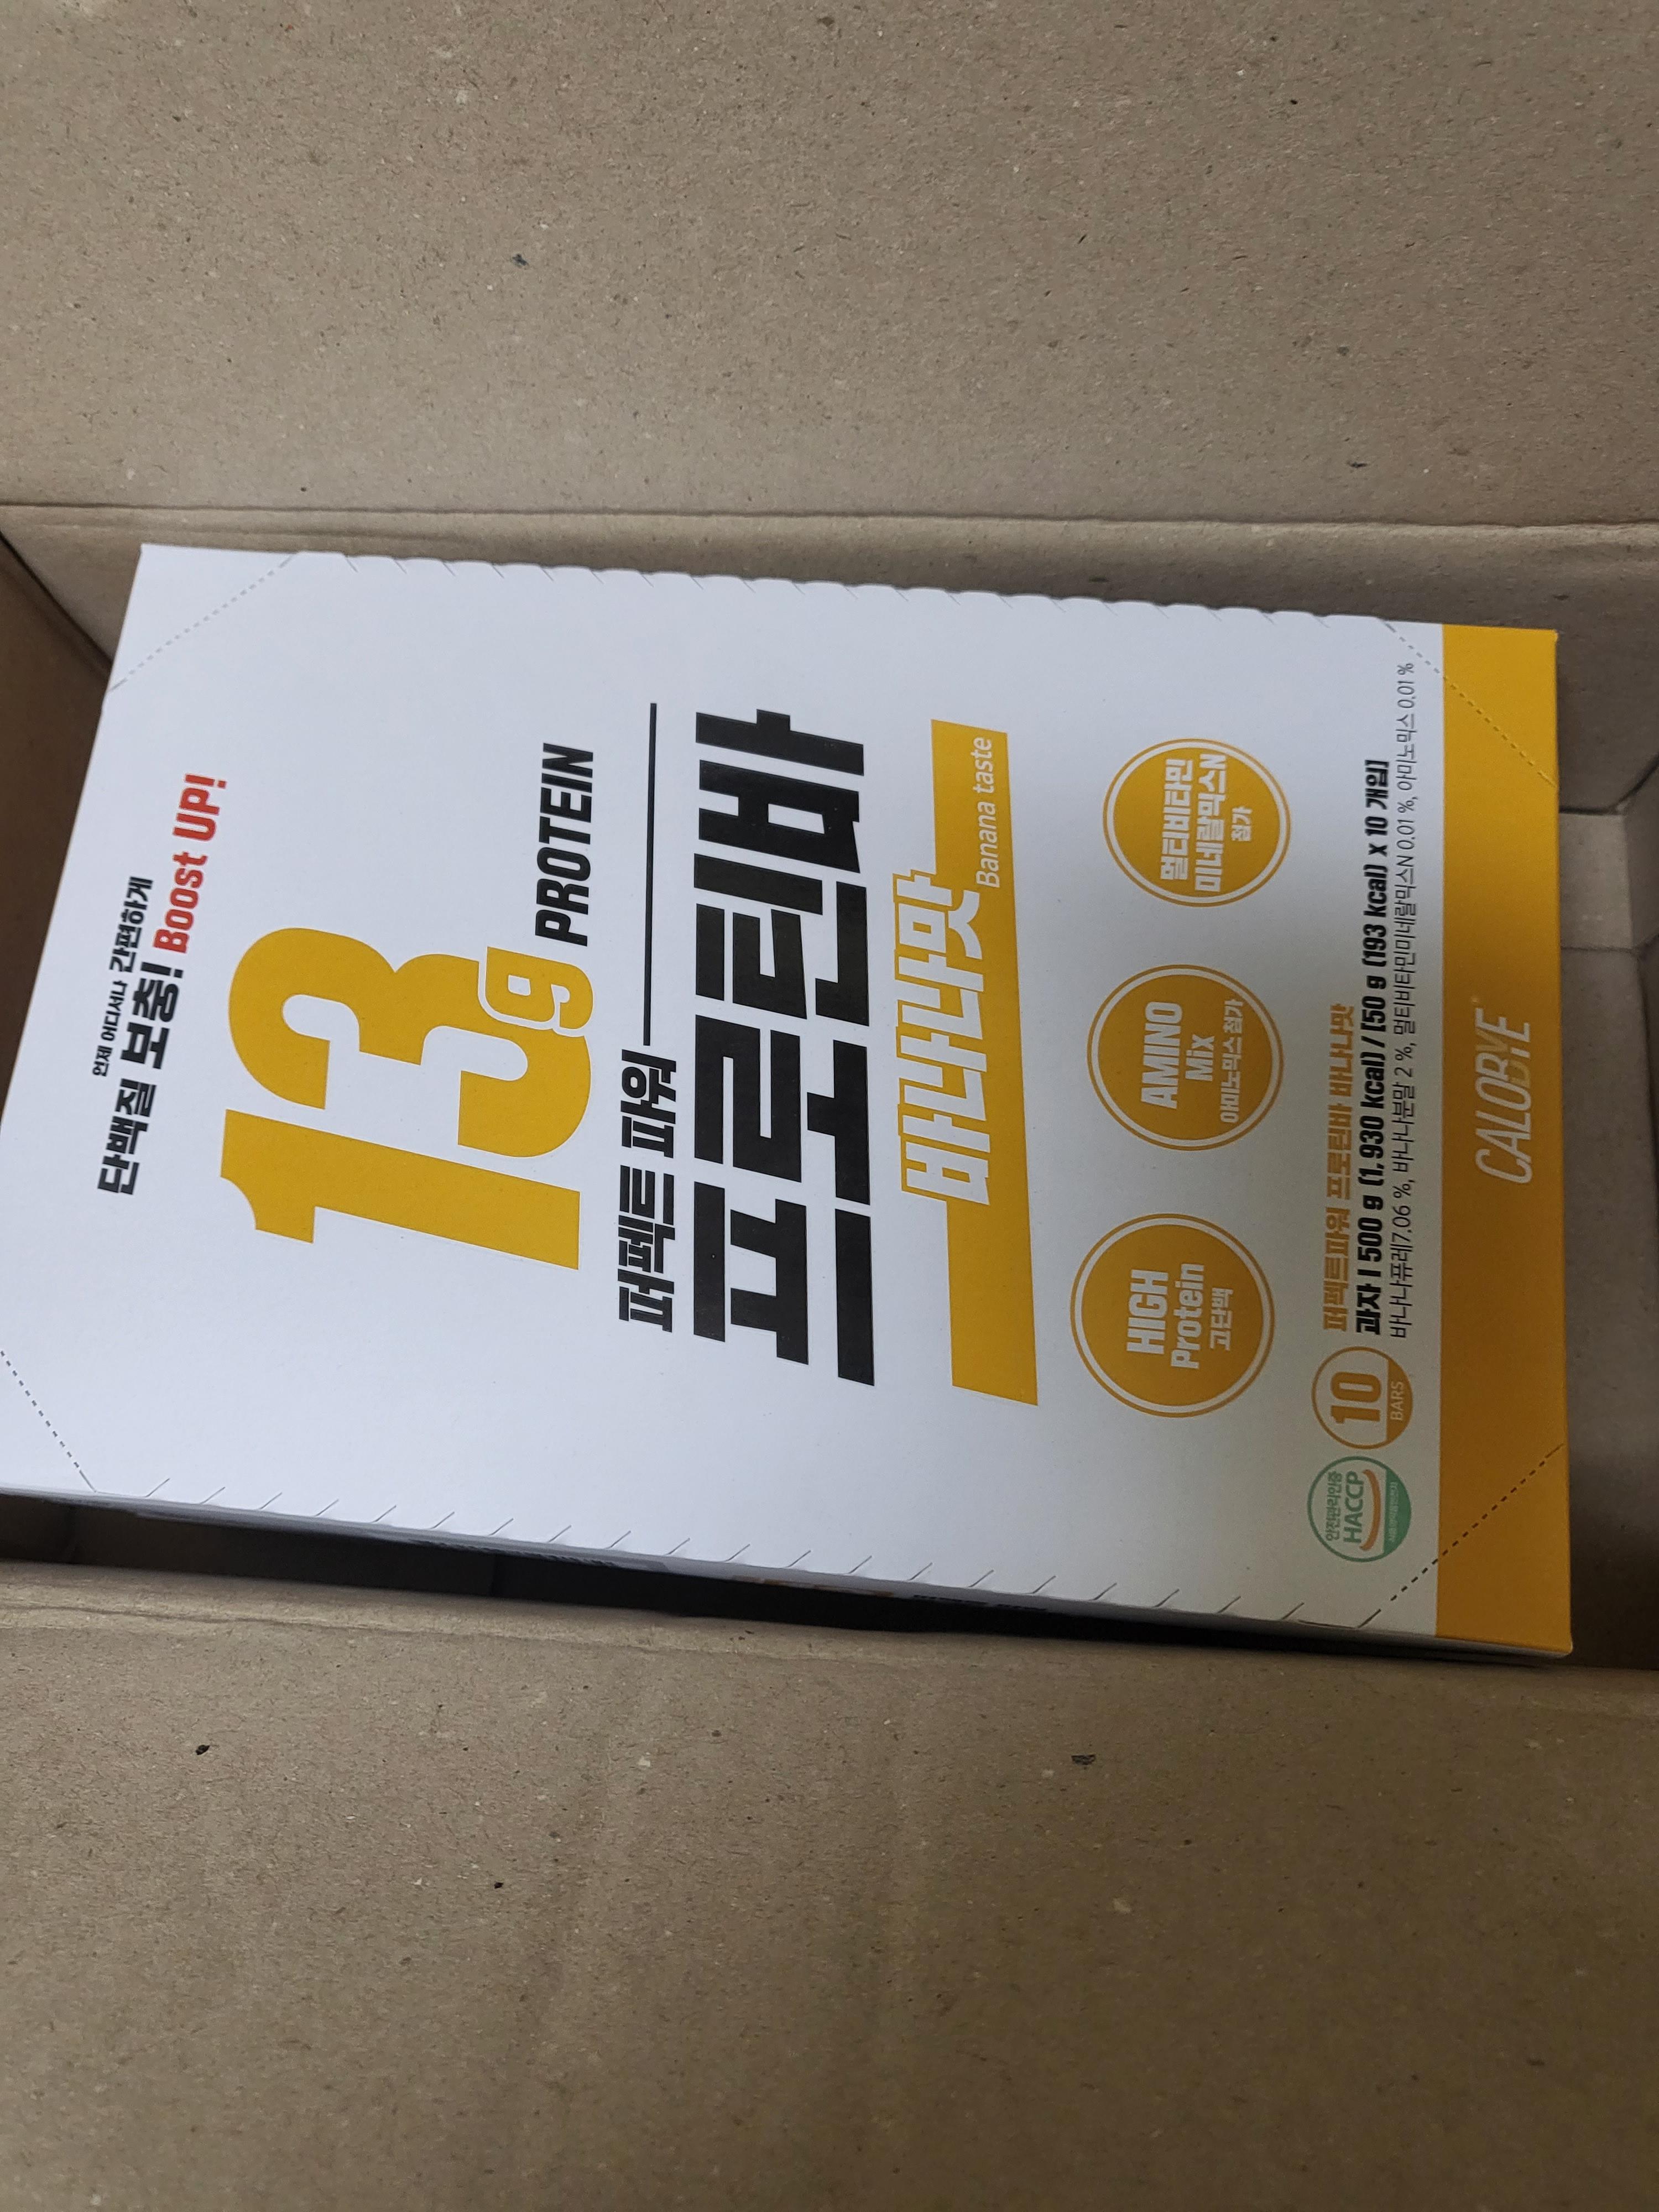 언제 어디서나 간편하게
단백질 보충! Boost UP!
13g PROTEIN
퍼펙트 파워
프로틴바
바나나맛
Banana taste
HIGH
Protein
고단백
AMINO
Mix
아미노믹스 첨가
멀티비타민
미네랄믹스N
첨가
안전관리인증
HACCP
10
BARS
퍼펙트파워 프로틴바 바나나맛
과자 I 500 g (1,930 kcal) / [50 g (193 kcal) x 10 개입]
바나나퓨레7.06 %, 바나나분말 2 %, 멀티비타민미네랄믹스N 0.01 %, 아미노믹스 0.01 %
CALOBYE